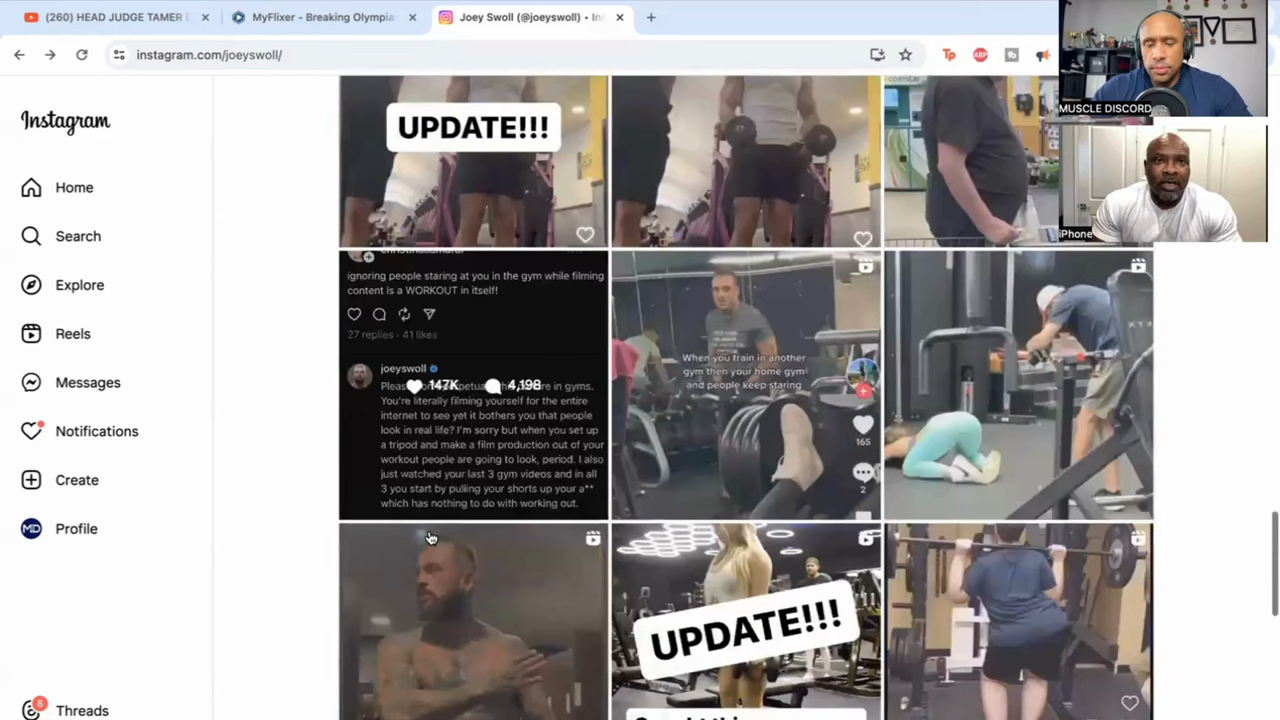 (260) HEAD JUDGE TAMER E
MyFlixer - Breaking Olympia
Joey Swoll (@joeyswoll) • In
instagram.com/joeyswoll/
Tp
ABP
MUSCLE DISCORD
iPhone
Instagram
Home
Search
Explore
Reels
Messages
Notifications
Create
MD
Profile
6
Threads
UPDATE!!!
ignoring people staring at you in the gym while filming
content is a WORKOUT in itself!
27 replies · 41 likes
joeyswoll
147K 4,198
in gyms.
You're literally filming yourself for the entire
internet to see yet it bothers you that people
look in real life? I'm sorry but when you set up
a tripod and make a film production out of your
workout people are going to look, period. I also
just watched your last 3 gym videos and in all
3 you start by pulling your shorts up your a**
which has nothing to do with working out.
When you train in another
gym then your home gym
and people keep staring
165
2
UPDATE!!!